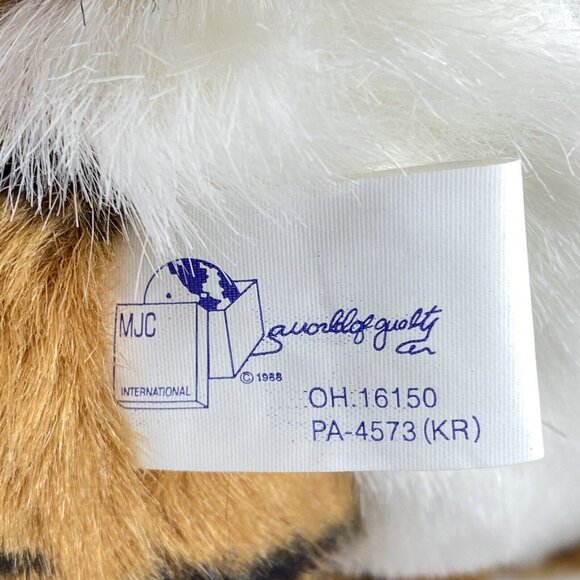 MJC
INTERNATIONAL
a world of quality
© 1988
OH.16150
PA-4573 (KR)